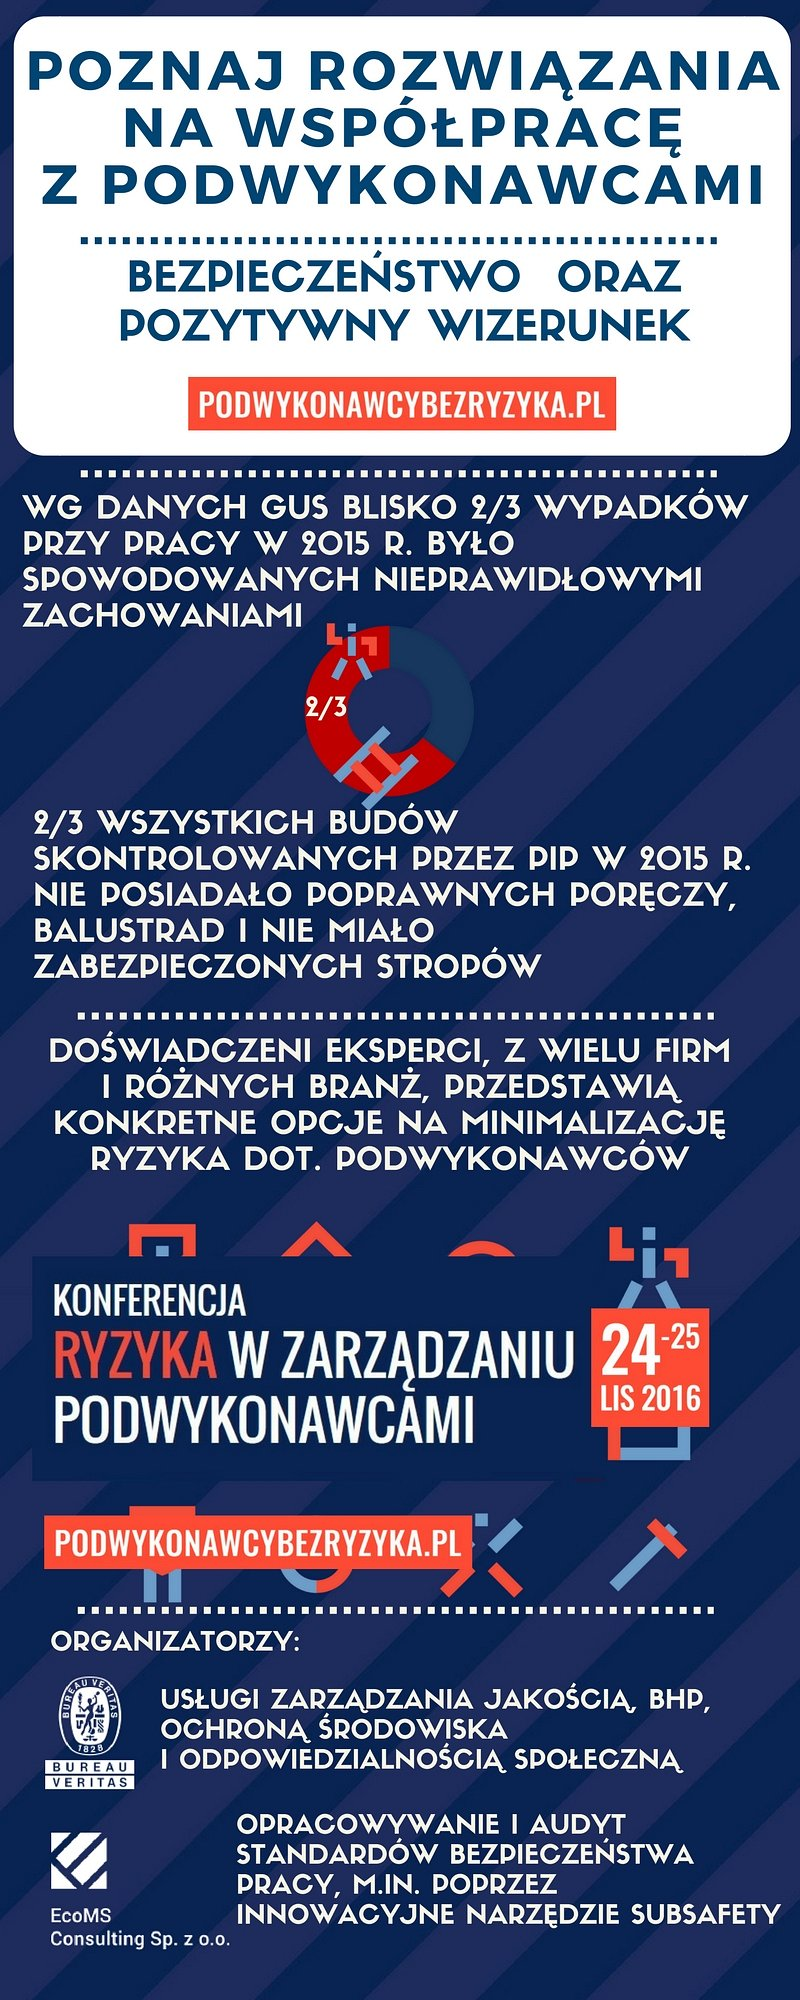 POZNAJ ROZWIĄZANIA
NA WSPÓŁPRACĘ
Z PODWYKONAWCAMI
BEZPIECZEŃSTWO ORAZ
POZYTYWNY WIZERUNEK
PODWYKONAWCYBEZRYZYKA.PL
WG DANYCH GUS BLISKO 2/3 WYPADKÓW
PRZY PRACY W 2015 R. BYŁO
SPOWODOWANYCH NIEPRAWIDŁOWYMI
ZACHOWANIAMI
2/3
2/3 WSZYSTKICH BUDÓW
SKONTROLOWANYCH PRZEZ PIP W 2015 R.
NIE POSIADAŁO POPRAWNYCH PORĘCZY,
BALUSTRAD I NIE MIAŁO
ZABEZPIECZONYCH STROPÓW
DOŚWIADCZENI EKSPERCI, Z WIELU FIRM
I RÓŻNYCH BRANŻ, PRZEDSTAWIĄ
KONKRETNE OPCJE NA MINIMALIZACJĘ
RYZYKA DOT. PODWYKONAWCÓW
KONFERENCJA
RYZYKA W ZARZĄDZANIU
PODWYKONAWCAMI
24-25
LIS 2016
PODWYKONAWCYBEZRYZYKA.PL
ORGANIZATORZY:
BUREAU VERITAS
1828
BUREAU
VERITAS
USŁUGI ZARZĄDZANIA JAKOŚCIĄ, BHP,
OCHRONĄ ŚRODOWISKA
I ODPOWIEDZIALNOŚCIĄ SPOŁECZNĄ
OPRACOWYWANIE I AUDYT
STANDARDÓW BEZPIECZEŃSTWA
PRACY, M.IN. POPRZEZ
INNOWACYJNE NARZĘDZIE SUBSAFETY
EcoMS
Consulting Sp. z o.o.